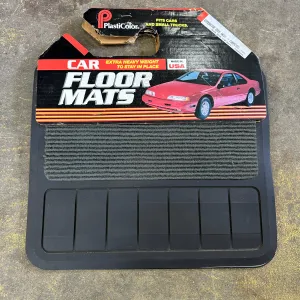 PlastiColor
FITS CARS
AND SMALL TRUCKS
CAR
EXTRA HEAVY WEIGHT
TO STAY IN PLACE
MADE IN
USA
FLOOR
MATS